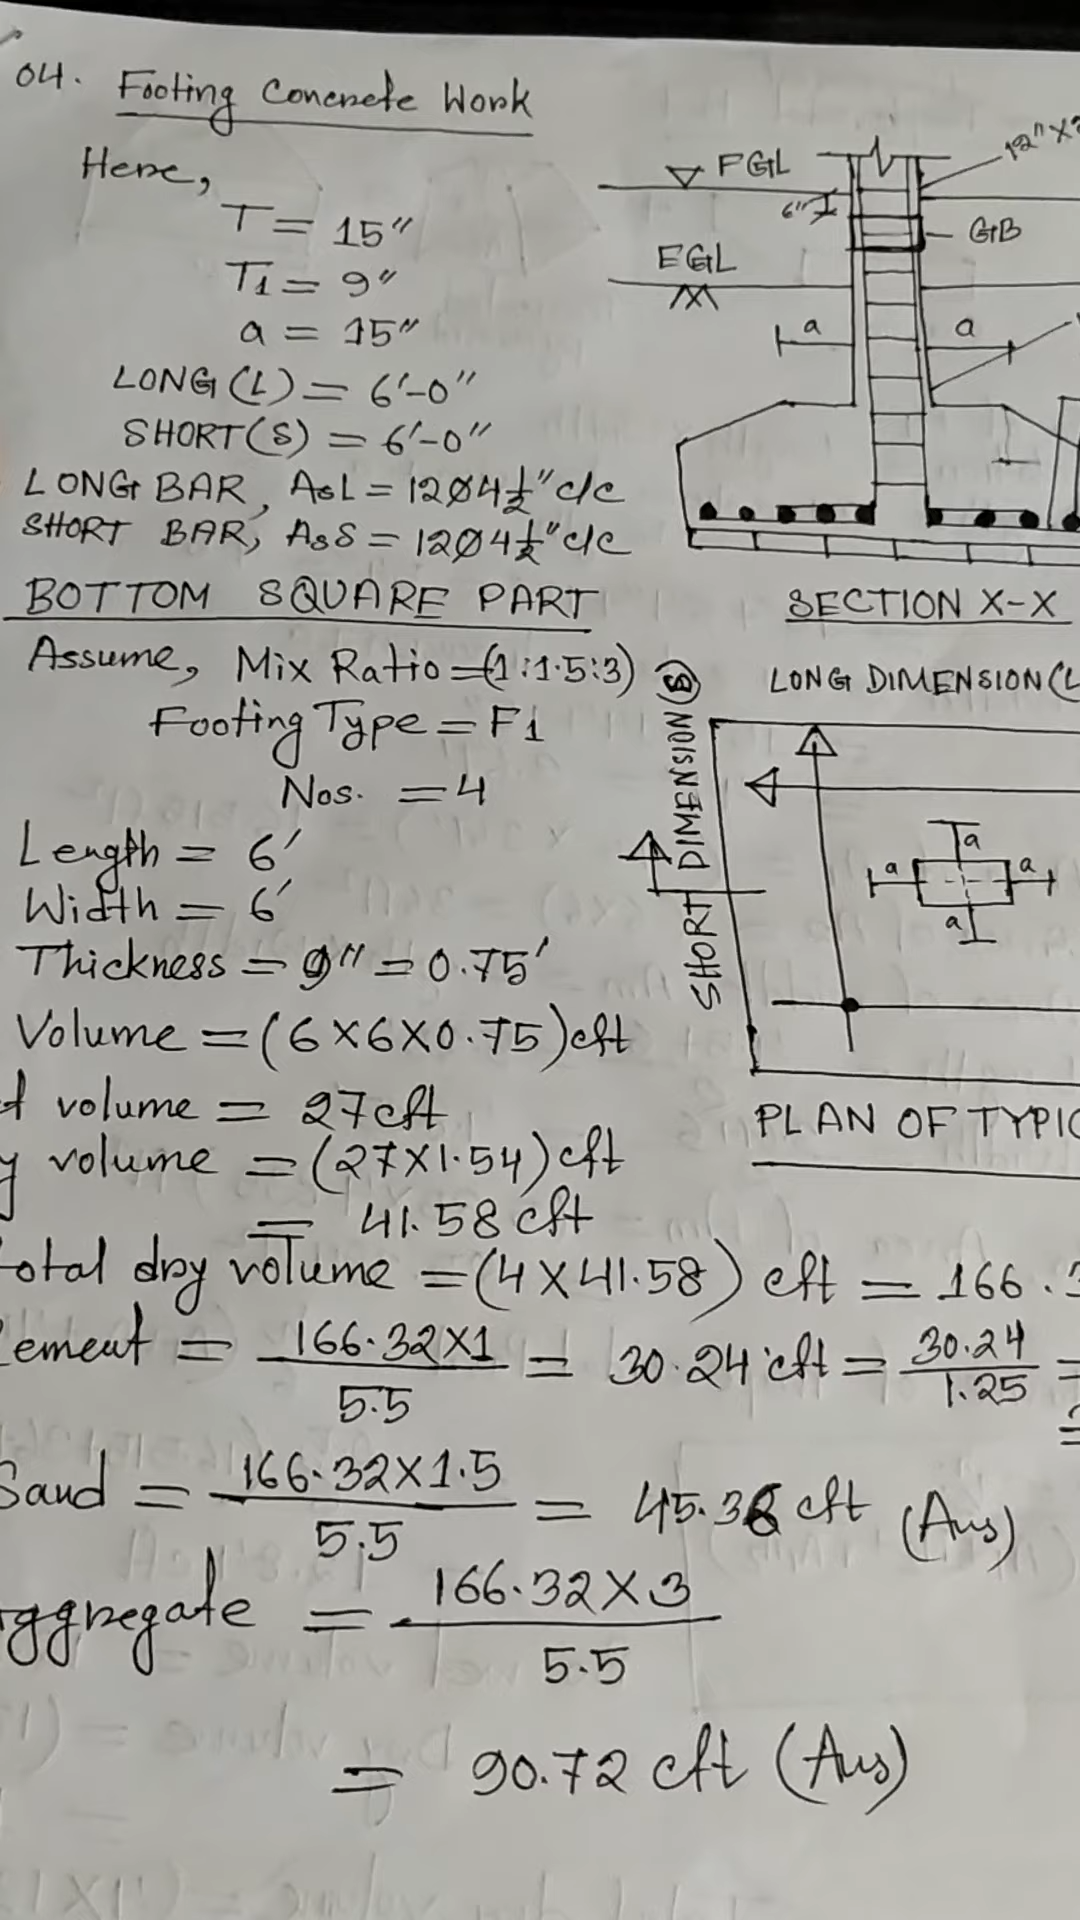 04. Footing Concrete Work
Here,
T = 15"
T1 = 9"
a = 15"
LONG (L) = 6'-0"
SHORT (S) = 6'-0"
LONG BAR, AsL = 12Ø4½" c/c
SHORT BAR, AsS = 12Ø4½" c/c
FGL
12"X
6"
GB
EGL
a
a
SECTION X-X
BOTTOM SQUARE PART
Assume, Mix Ratio = (1:1.5:3)
Footing Type = F1
Nos. = 4
Length = 6'
Width = 6'
Thickness = 9" = 0.75'
Volume = (6×6×0.75) cft
LONG DIMENSION (L
SHORT DIMENSION (S)
a
a
a
a
PLAN OF TYPIC
t volume = 27 cft
y volume = (27×1.54) cft
= 41.58 cft
otal dry volume = (4×41.58) cft = 166.3
ement = 166.32×1 / 5.5 = 30.24 cft = 30.24 / 1.25 =
=
Sand = 166.32×1.5 / 5.5 = 45.36 cft (Ans)
ggregate = 166.32×3 / 5.5
= 90.72 cft (Ans)